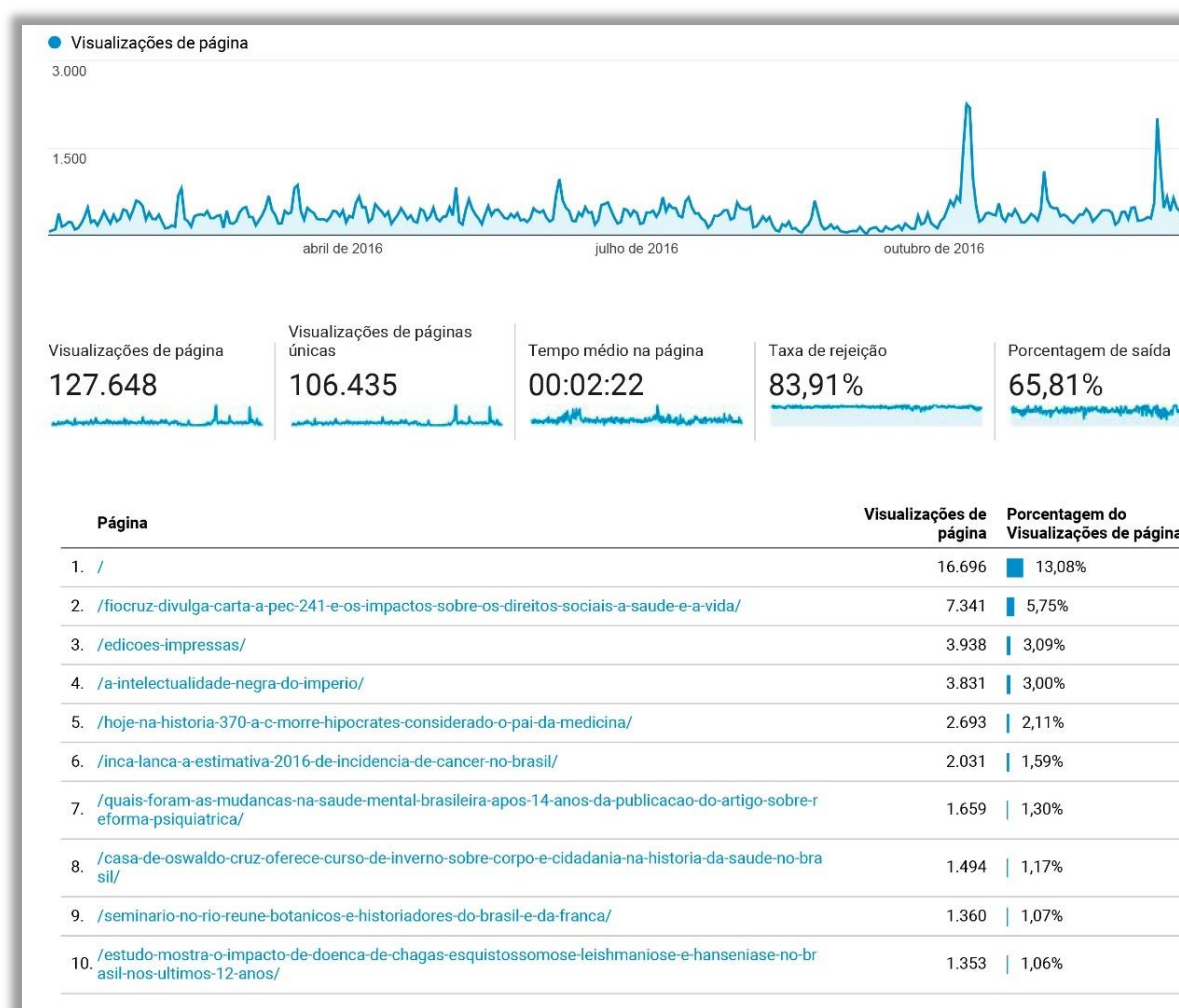 Visualizações de página
3.000
1.500
abril de 2016
julho de 2016
outubro de 2016
Visualizações de página
127.648
Visualizações de páginas
únicas
106.435
Tempo médio na página
00:02:22
Taxa de rejeição
83,91%
Porcentagem de saída
65,81%
Página
Visualizações de
página
Porcentagem do
Visualizações de página
1. / 16.696 13,08%
2. /fiocruz-divulga-carta-a-pec-241-e-os-impactos-sobre-os-direitos-sociais-a-saude-e-a-vida/ 7.341 5,75%
3. /edicoes-impressas/ 3.938 3,09%
4. /a-intelectualidade-negra-do-imperio/ 3.831 3,00%
5. /hoje-na-historia-370-a-c-morre-hipocrates-considerado-o-pai-da-medicina/ 2.693 2,11%
6. /inca-lanca-a-estimativa-2016-de-incidencia-de-cancer-no-brasil/ 2.031 1,59%
7. /quais-foram-as-mudancas-na-saude-mental-brasileira-apos-14-anos-da-publicacao-do-artigo-sobre-r
eforma-psiquiatrica/ 1.659 1,30%
8. /casa-de-oswaldo-cruz-oferece-curso-de-inverno-sobre-corpo-e-cidadania-na-historia-da-saude-no-bra
sil/ 1.494 1,17%
9. /seminario-no-rio-reune-botanicos-e-historiadores-do-brasil-e-da-franca/ 1.360 1,07%
10. /estudo-mostra-o-impacto-de-doenca-de-chagas-esquistossomose-leishmaniose-e-hanseniase-no-br
asil-nos-ultimos-12-anos/ 1.353 1,06%